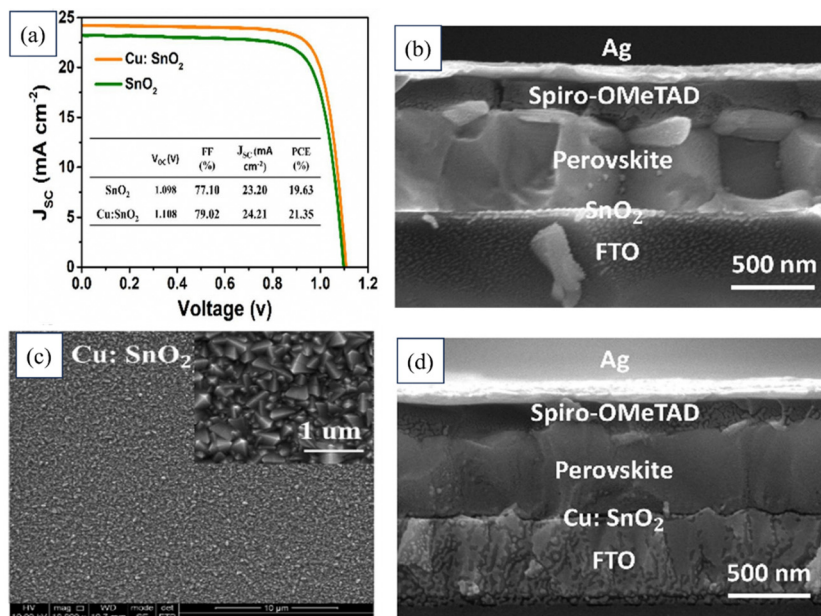 (a)
25
20
15
10
5
0
J_SC (mA cm⁻²)
Cu: SnO₂
SnO₂
V_OC (V) FF (%) J_SC (mA cm⁻²) PCE (%)
SnO₂ 1.098 77.10 23.20 19.63
Cu:SnO₂ 1.108 79.02 24.21 21.35
0.0 0.2 0.4 0.6 0.8 1.0 1.2
Voltage (v)
(b)
Ag
Spiro-OMeTAD
Perovskite
SnO₂
FTO
500 nm
(c)
Cu: SnO₂
1 um
HV mag WD mode det
10 μm
(d)
Ag
Spiro-OMeTAD
Perovskite
Cu: SnO₂
FTO
500 nm